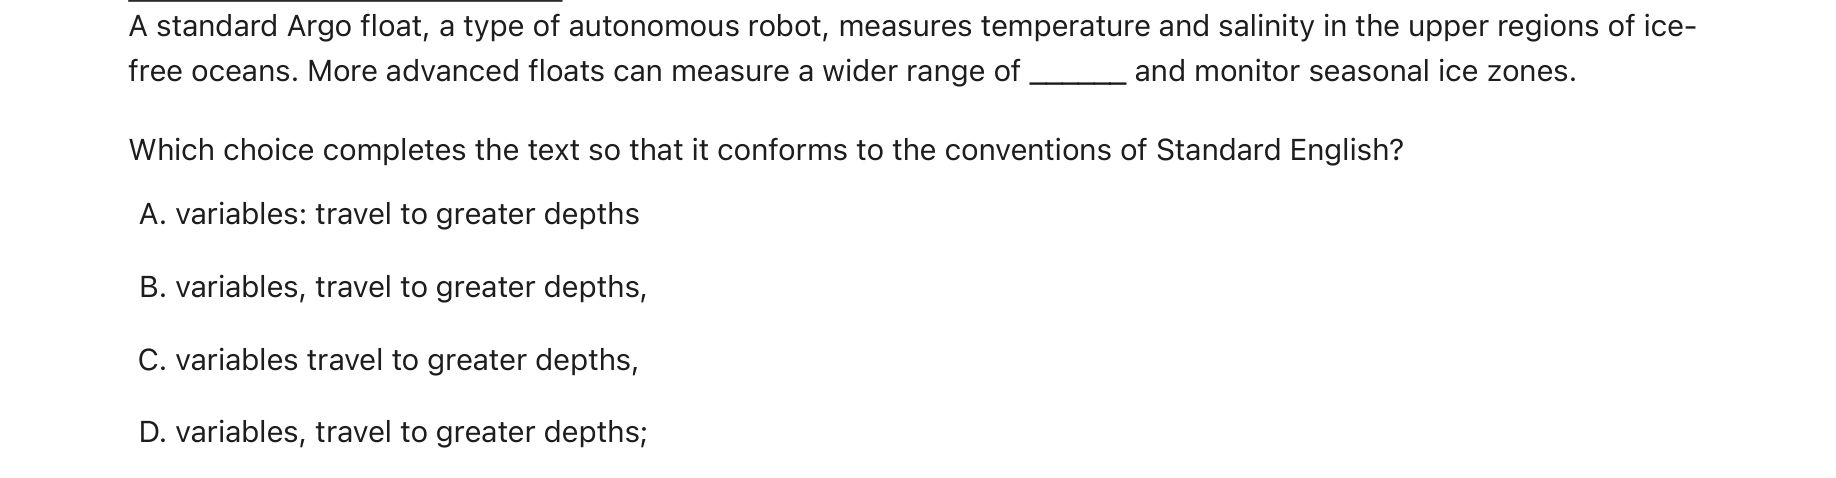 A standard Argo float, a type of autonomous robot, measures temperature and salinity in the upper regions of ice-
free oceans. More advanced floats can measure a wider range of ______ and monitor seasonal ice zones.
Which choice completes the text so that it conforms to the conventions of Standard English?
A. variables: travel to greater depths
B. variables, travel to greater depths,
C. variables travel to greater depths,
D. variables, travel to greater depths;